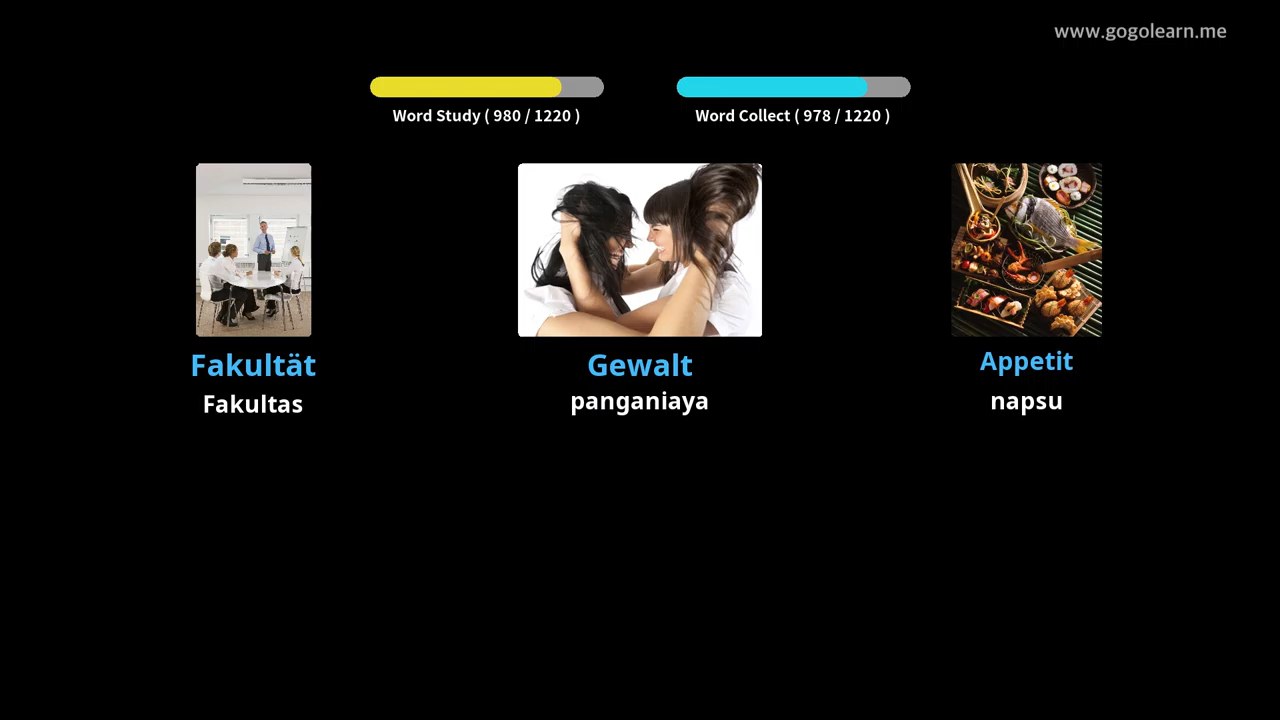 www.gogolearn.me
Word Study ( 980 / 1220 )
Word Collect ( 978 / 1220 )
Fakultät
Fakultas
Gewalt
panganiaya
Appetit
napsu